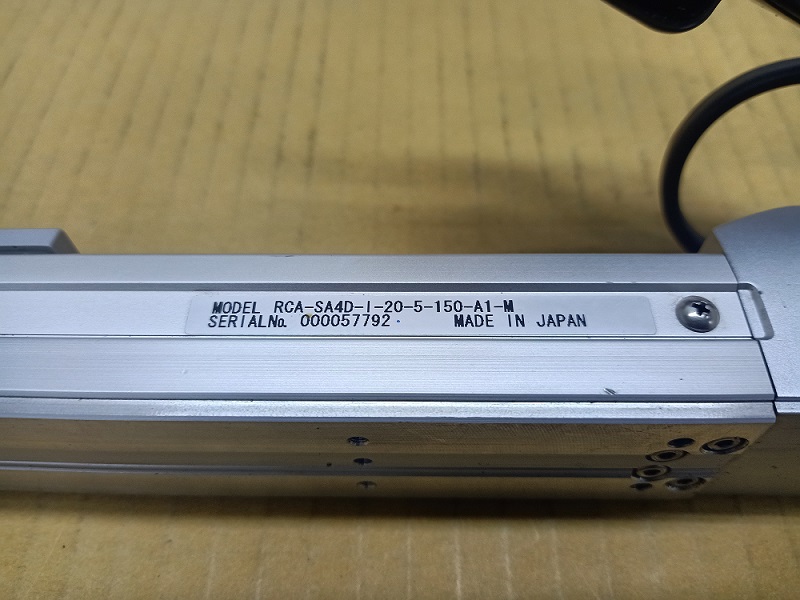 MODEL RCA-SA4D-I-20-5-150-A1-M
SERIAL№ 000057792 MADE IN JAPAN